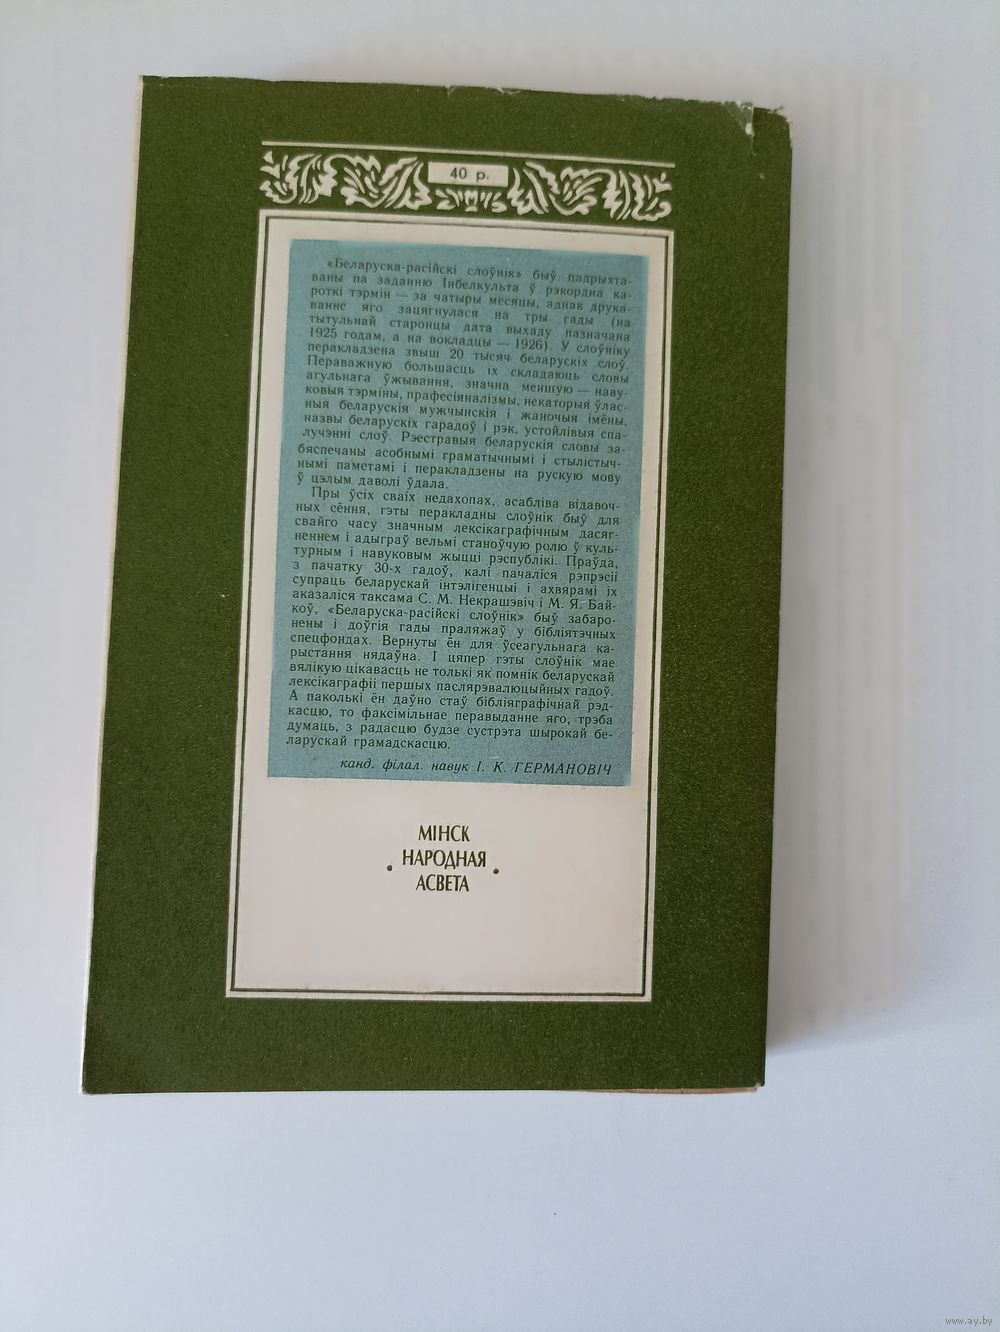 40 р.
«Беларуска-расійскі слоўнік» быў падрыхта-
ваны па заданню Інбелкульта ў рэкордна ка-
роткі тэрмін — за чатыры месяцы, аднак друка-
ванне яго зацягнулася на тры гады (на
тытульнай старонцы дата выхаду пазначана
1925 годам, а на вокладцы — 1926). У слоўніку
перакладзена звыш 20 тысяч беларускіх слоў.
Пераважную большасць іх складаюць словы
агульнага ўжывання, значна меншую — наву-
ковыя тэрміны, прафесіяналізмы, некаторыя ўлас-
ныя беларускія мужчынскія і жаночыя імёны,
назвы беларускіх гарадоў і рэк, устойлівыя спа-
лучэнні слоў. Рэестравыя беларускія словы за-
бяспечаны асобнымі граматычнымі і стылістыч-
нымі паметамі і перакладзены на рускую мову
ў цэлым даволі ўдала.
Пры ўсіх сваіх недахопах, асабліва відавоч-
ных сёння, гэты перакладны слоўнік быў для
свайго часу значным лексікаграфічным дасяг-
неннем і адыграў вельмі станоўчую ролю ў куль-
турным і навуковым жыцці рэспублікі. Праўда,
з пачатку 30-х гадоў, калі пачаліся рэпрэсіі
супраць беларускай інтэлігенцыі і ахвярамі іх
аказаліся таксама С. М. Некрашэвіч і М. Я. Бай-
коў, «Беларуска-расійскі слоўнік» быў забаро-
нены і доўгія гады праляжаў у бібліятэчных
спецфондах. Вернуты ён для ўсеагульнага ка-
рыстання нядаўна. І цяпер гэты слоўнік мае
вялікую цікавасць не толькі як помнік беларускай
лексікаграфіі першых паслярэвалюцыйных гадоў.
А паколькі ён даўно стаў бібліяграфічнай рэд-
касцю, то факсімільнае перавыданне яго, трэба
думаць, з радасцю будзе сустрэта шырокай бе-
ларускай грамадскасцю.
канд. філал. навук І. К. ГЕРМАНОВІЧ
МІНСК
· НАРОДНАЯ ·
АСВЕТА
www.ay.by